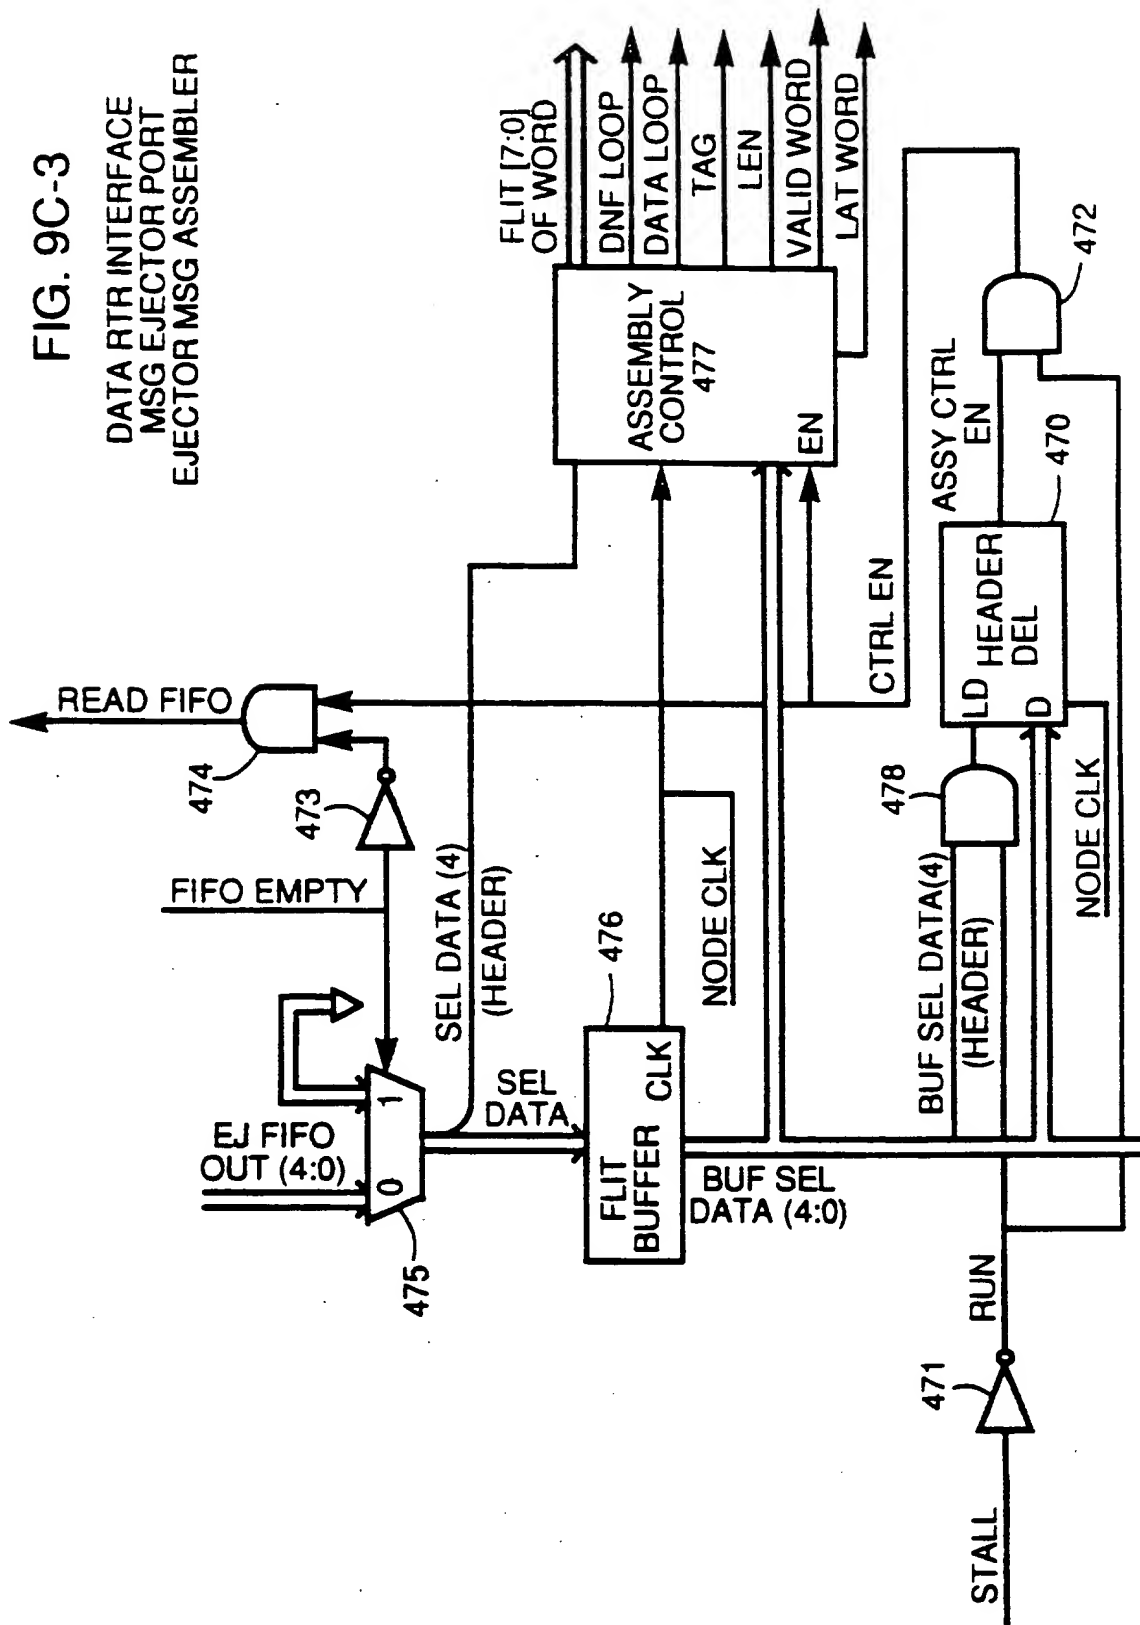 FIG. 9C-3
DATA RTR INTERFACE
MSG EJECTOR PORT
EJECTOR MSG ASSEMBLER
READ FIFO
474
473
FIFO EMPTY
EJ FIFO
OUT (4:0)
0
1
475
SEL DATA (4)
(HEADER)
SEL
DATA
FLIT
BUFFFER
CLK
476
NODE CLK
BUF SEL
DATA (4:0)
ASSEMBLY
CONTROL
477
EN
FLIT [7:0]
OF WORD
DNF LOOP
DATA LOOP
TAG
LEN
VALID WORD
LAT WORD
CTRL EN
STALL
471
RUN
BUF SEL DATA(4)
(HEADER)
478
LD
HEADER
DEL
D
470
NODE CLK
ASSY CTRL
EN
472